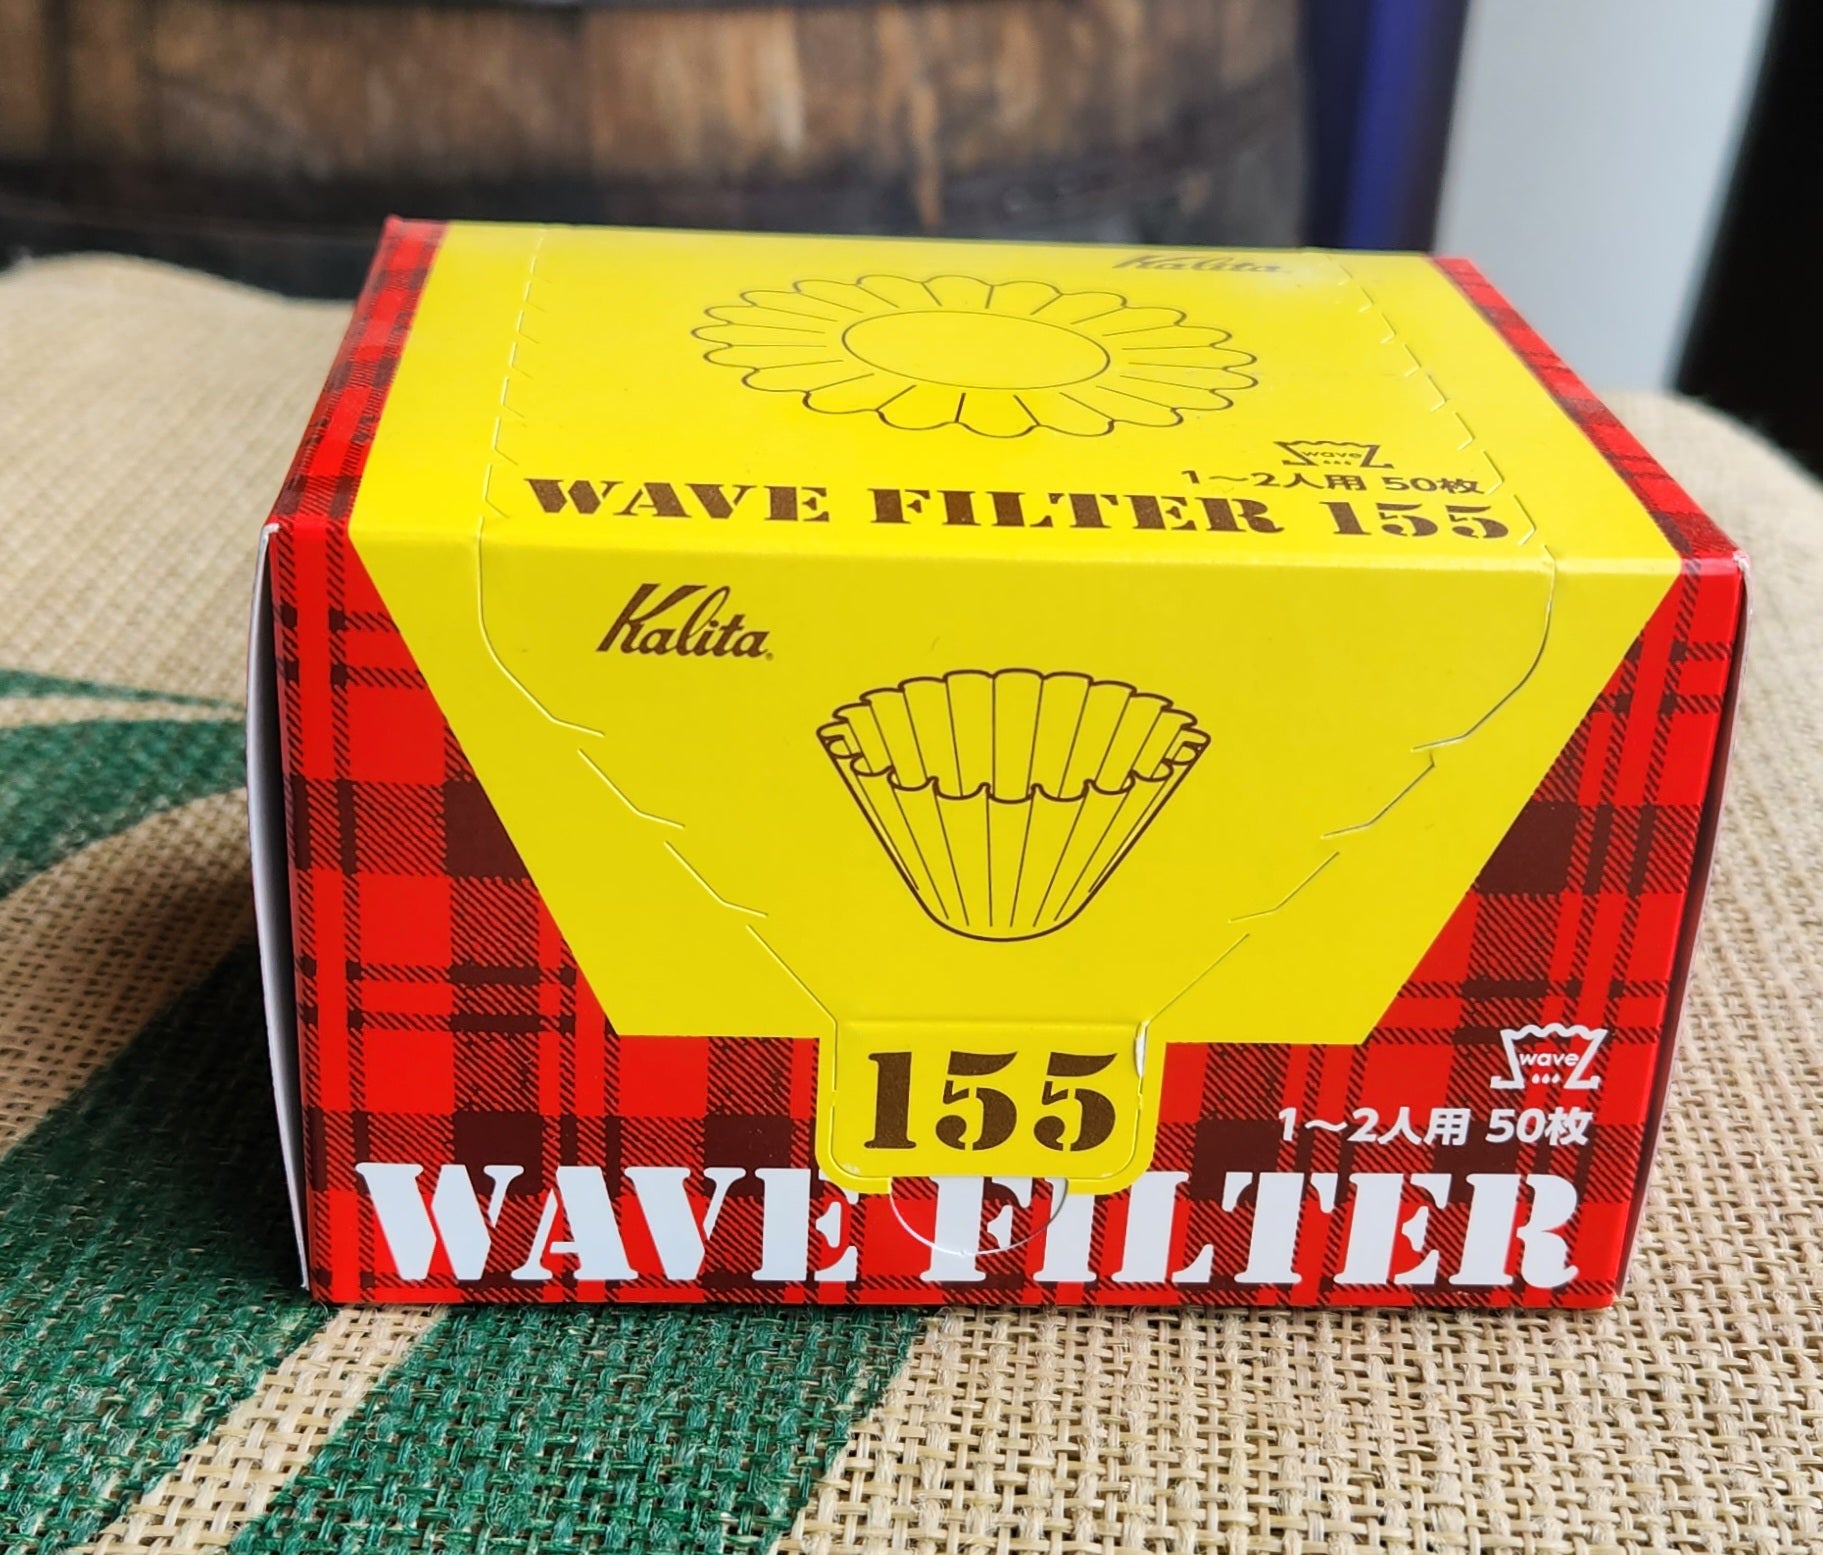 Kalita
wave
1～2人用 50枚
WAVE FILTER 155
Kalita
155
wave
1～2人用 50枚
WAVE FILTER